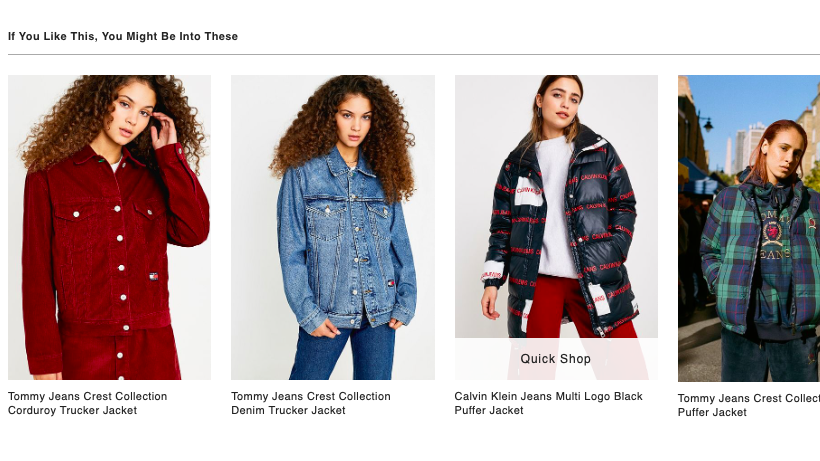 If You Like This, You Might Be Into These
Quick Shop
Tommy Jeans Crest Collection
Corduroy Trucker Jacket
Tommy Jeans Crest Collection
Denim Trucker Jacket
Calvin Klein Jeans Multi Logo Black
Puffer Jacket
Tommy Jeans Crest Collect
Puffer Jacket